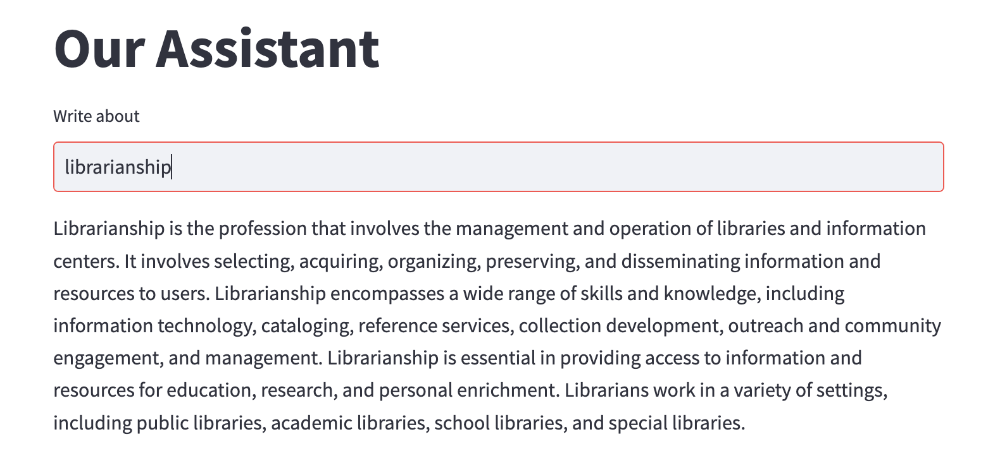 Our Assistant
Write about
librarianship
Librarianship is the profession that involves the management and operation of libraries and information
centers. It involves selecting, acquiring, organizing, preserving, and disseminating information and
resources to users. Librarianship encompasses a wide range of skills and knowledge, including
information technology, cataloging, reference services, collection development, outreach and community
engagement, and management. Librarianship is essential in providing access to information and
resources for education, research, and personal enrichment. Librarians work in a variety of settings,
including public libraries, academic libraries, school libraries, and special libraries.